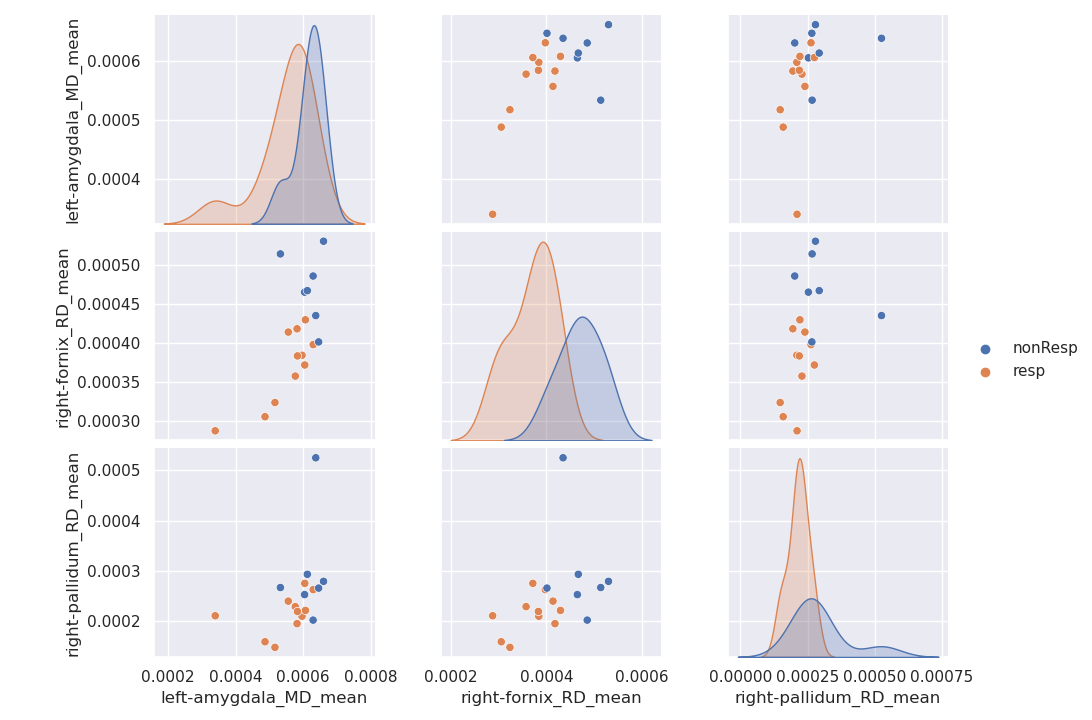 left-amygdala_MD_mean
0.0006
0.0005
0.0004
right-fornix_RD_mean
0.00050
0.00045
0.00040
0.00035
0.00030
nonResp
resp
right-pallidum_RD_mean
0.0005
0.0004
0.0003
0.0002
0.0002 0.0004 0.0006 0.0008
left-amygdala_MD_mean
0.0002 0.0004 0.0006
right-fornix_RD_mean
0.00000 0.00025 0.00050 0.00075
right-pallidum_RD_mean